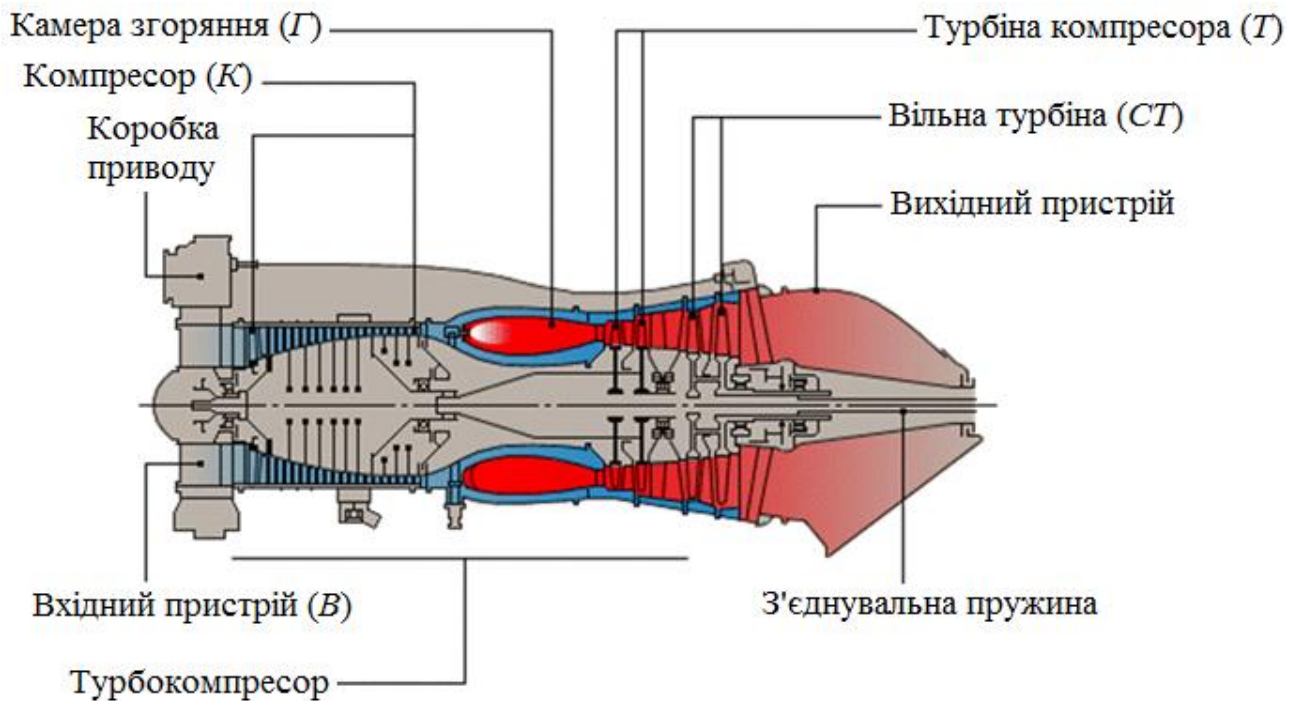 Камера згоряння (Г)
Компресор (К)
Коробка
приводу
Турбіна компресора (Т)
Вільна турбіна (СТ)
Вихідний пристрій
Вхідний пристрій (В)
З'єднувальна пружина
Турбокомпресор